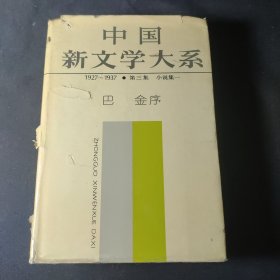 中国
新文学大系
1927~1937 ● 第三集 小说集一
巴 金序
ZHONGGUO XINWENXUE DAXI